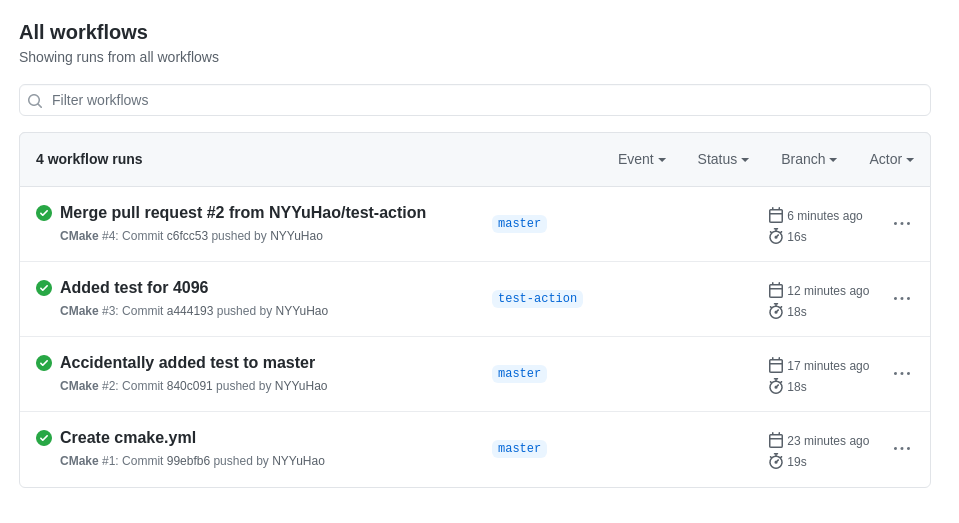 All workflows
Showing runs from all workflows
Filter workflows
4 workflow runs Event Status Branch Actor
Merge pull request #2 from NYYuHao/test-action
CMake #4: Commit c6fcc53 pushed by NYYuHao
master
6 minutes ago
16s
Added test for 4096
CMake #3: Commit a444193 pushed by NYYuHao
test-action
12 minutes ago
18s
Accidentally added test to master
CMake #2: Commit 840c091 pushed by NYYuHao
master
17 minutes ago
18s
Create cmake.yml
CMake #1: Commit 99ebfb6 pushed by NYYuHao
master
23 minutes ago
19s